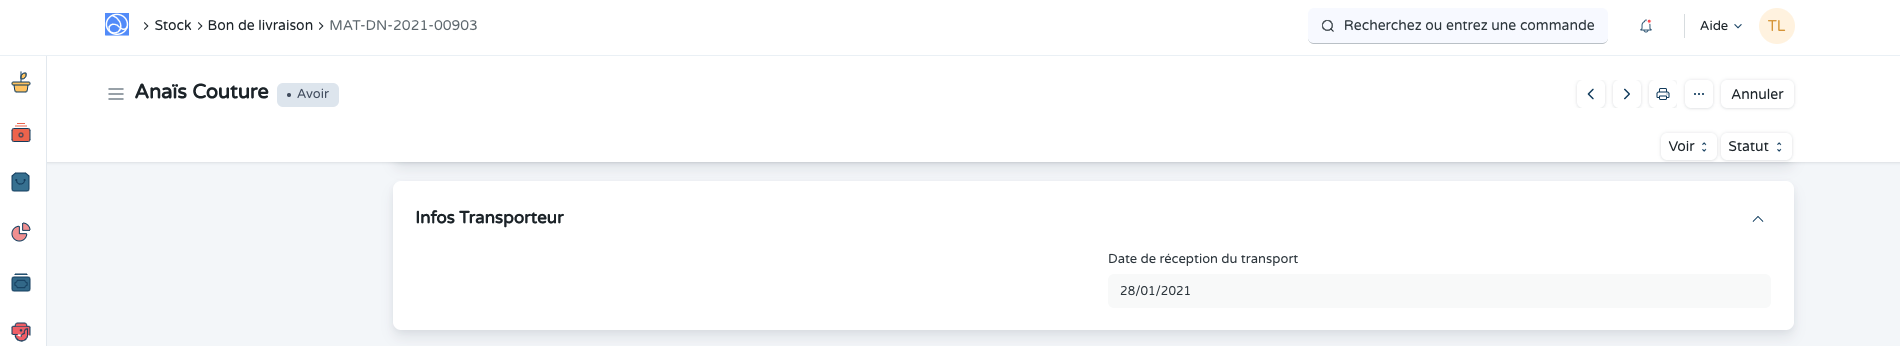 Stock Bon de livraison MAT-DN-2021-00903
Recherchez ou entrez une commande
Aide
TL
Anaïs Couture
Avoir
Annuler
Voir
Statut
Infos Transporteur
Date de réception du transport
28/01/2021